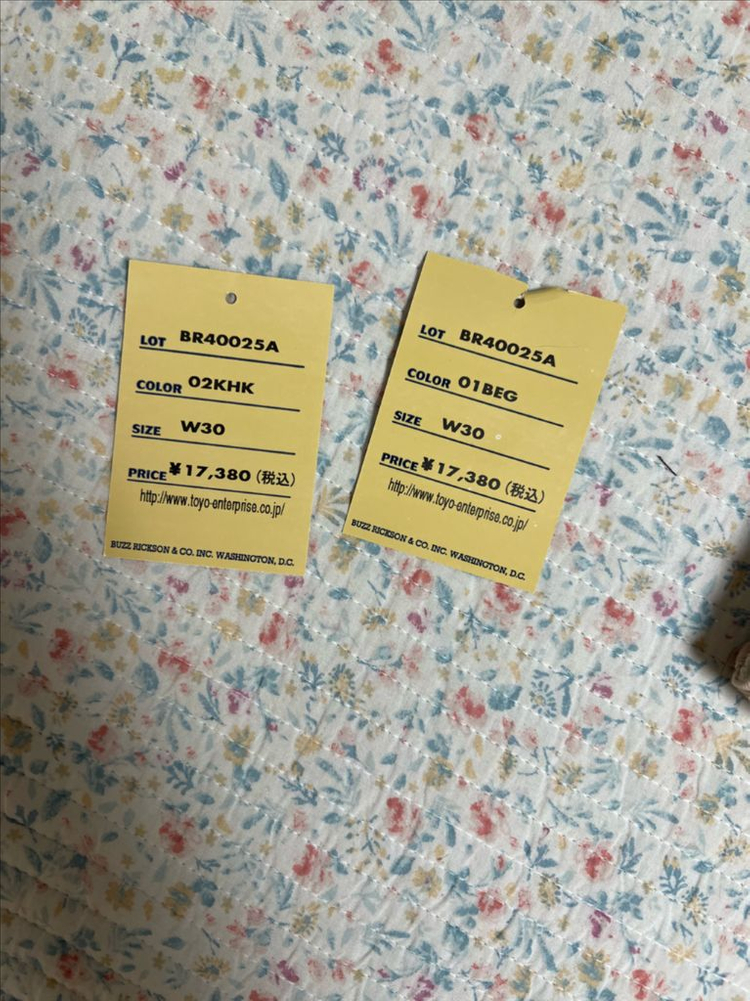 LOT BR40025A
COLOR 02KHK
SIZE W30
PRICE ¥17,380 (税込)
http://www.toyo-enterprise.co.jp/
BUZZ RICKSON & CO. INC. WASHINGTON, D.C.
LOT BR40025A
COLOR 01BEG
SIZE W30
PRICE ¥17,380 (税込)
http://www.toyo-enterprise.co.jp/
BUZZ RICKSON & CO. INC. WASHINGTON, D.C.